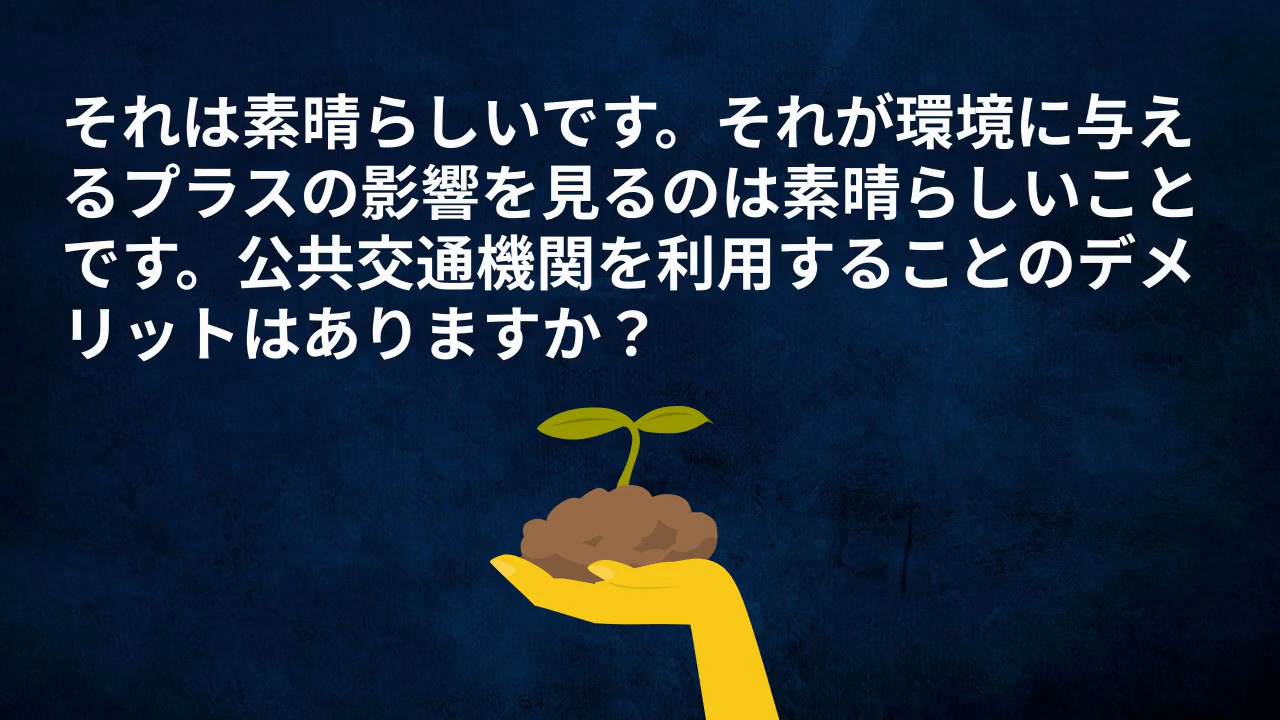 それは素晴らしいです。それが環境に与え
るプラスの影響を見るのは素晴らしいこと
です。公共交通機関を利用することのデメ
リットはありますか？